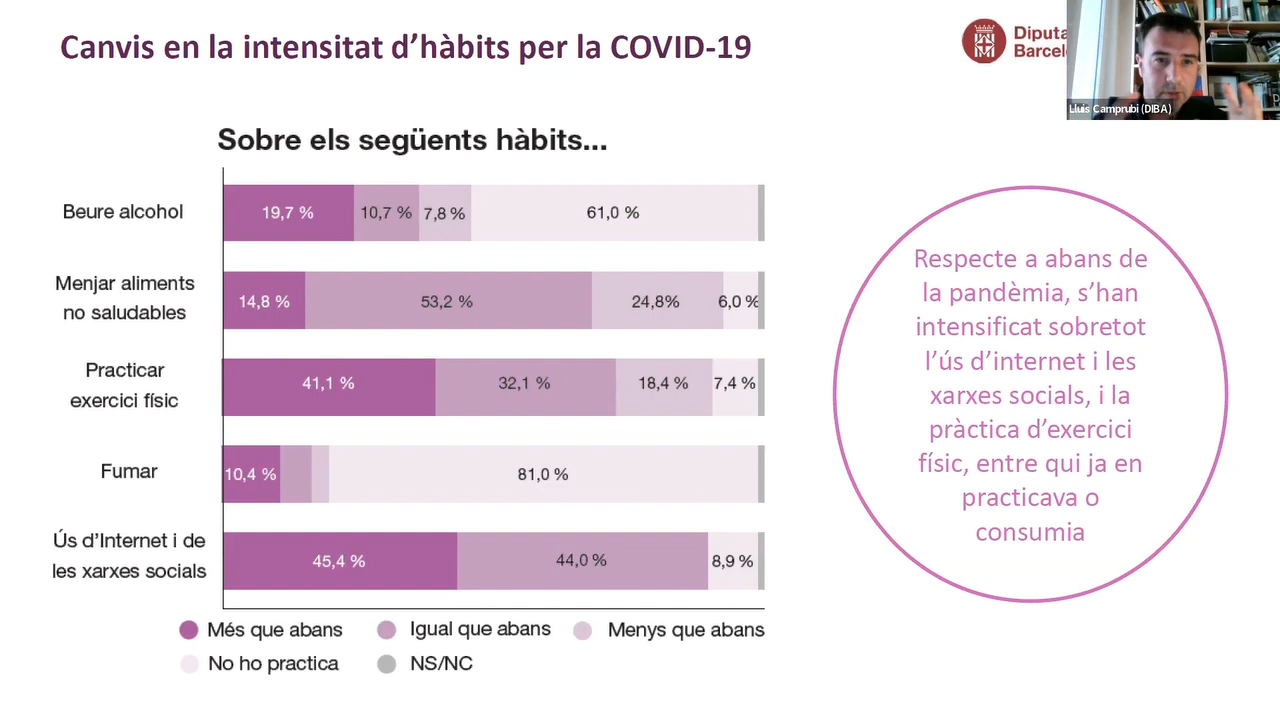 Canvis en la intensitat d’hàbits per la COVID-19
Lluis Camprubi (DIBA)
Sobre els següents hàbits...
Beure alcohol
19,7 % 10,7 % 7,8 % 61,0 %
Menjar aliments
no saludables
14,8 % 53,2 % 24,8% 6,0 %
Practicar
exercici físic
41,1 % 32,1 % 18,4 % 7,4 %
Fumar
10,4 % 81,0 %
Ús d’Internet i de
les xarxes socials
45,4 % 44,0 % 8,9 %
Més que abans Igual que abans Menys que abans
No ho practica NS/NC
Respecte a abans de
la pandèmia, s’han
intensificat sobretot
l’ús d’internet i les
xarxes socials, i la
pràctica d’exercici
físic, entre qui ja en
practicava o
consumia